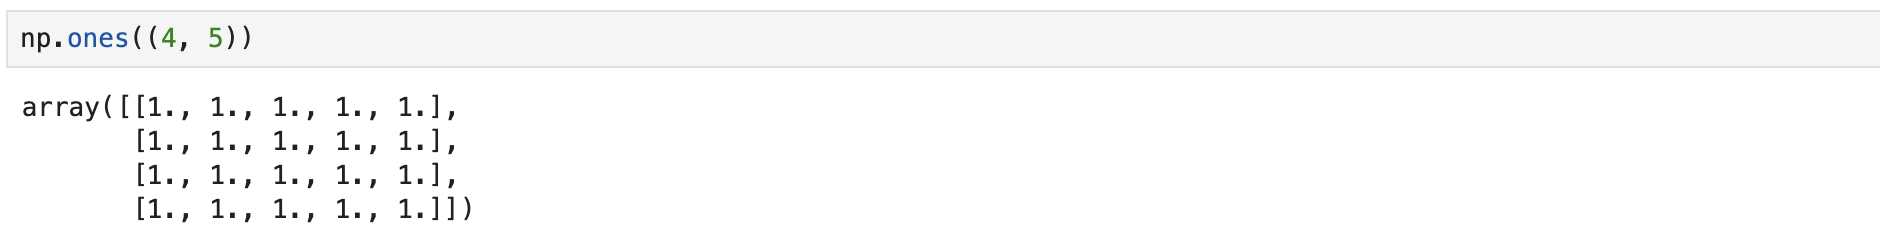 np.ones((4, 5))
array([[1., 1., 1., 1., 1.],
       [1., 1., 1., 1., 1.],
       [1., 1., 1., 1., 1.],
       [1., 1., 1., 1., 1.]])